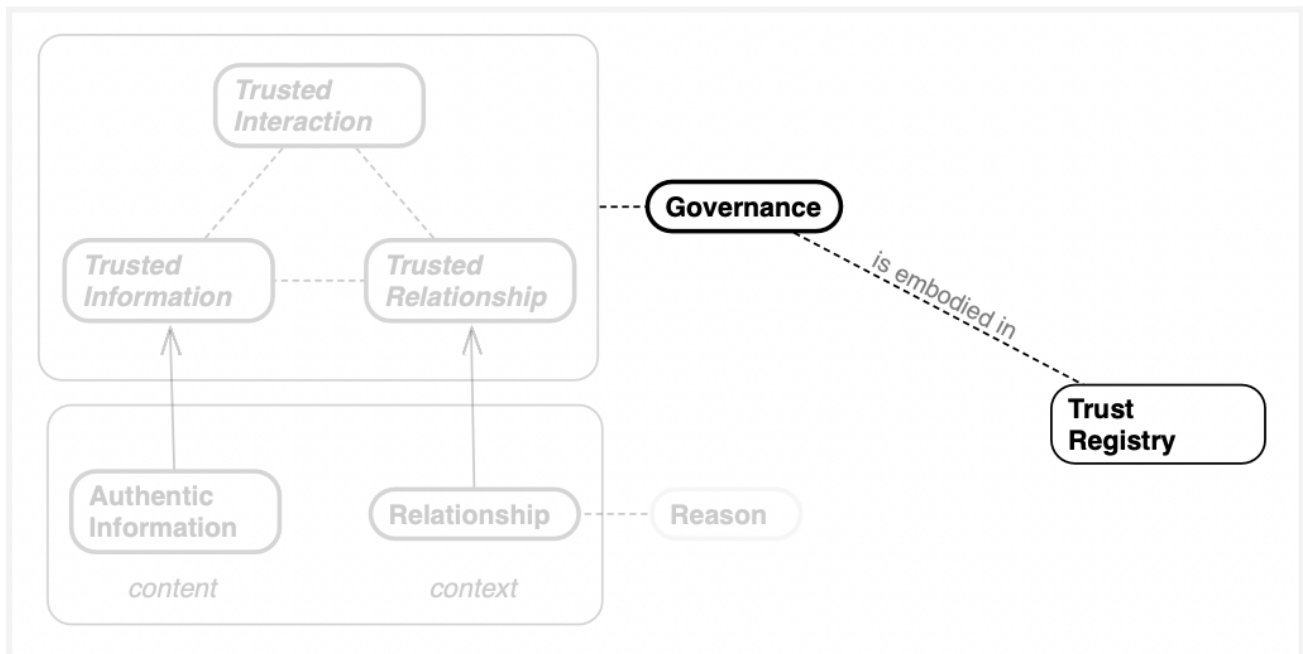 Trusted
Interaction
Governance
Trusted
Information
Trusted
Relationship
is embodied in
Trust
Registry
Authentic
Information
Relationship
Reason
content
context